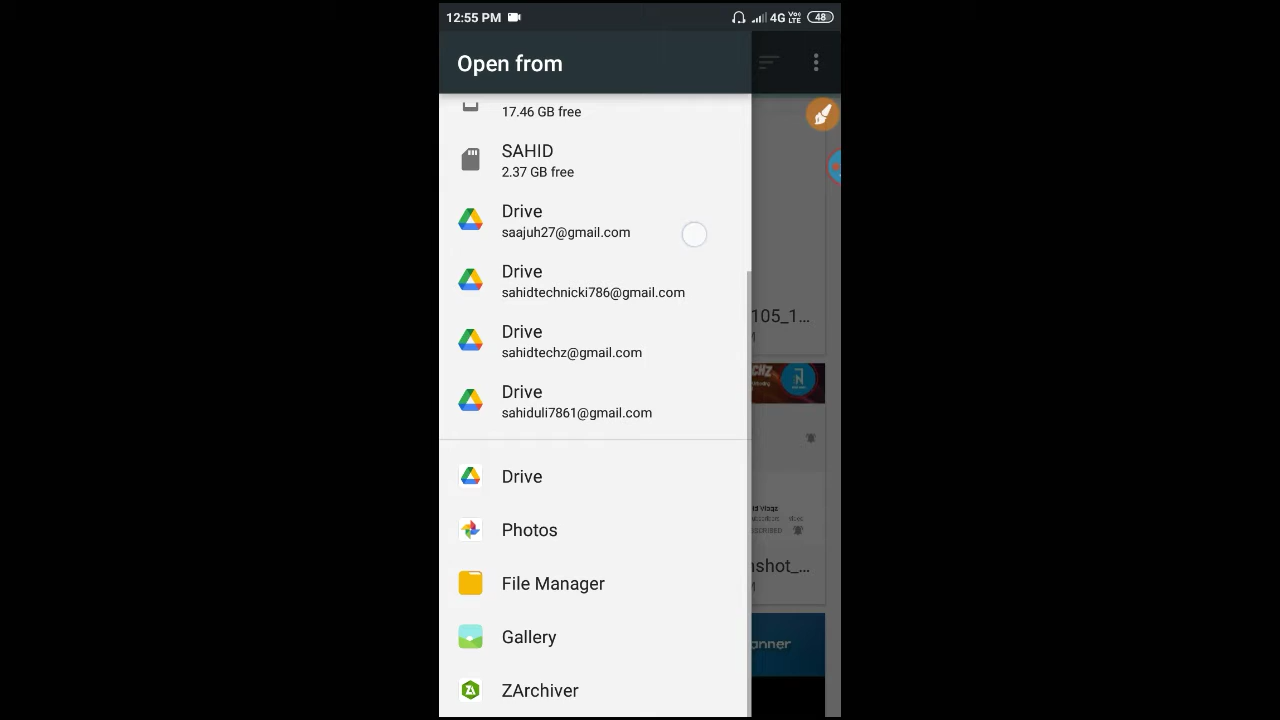 12:55 PM
4G Vo LTE 48
Open from
17.46 GB free
SAHID
2.37 GB free
Drive
saajuh27@gmail.com
Drive
sahidtechnicki786@gmail.com
Drive
sahidtechz@gmail.com
Drive
sahiduli7861@gmail.com
Drive
Photos
File Manager
Gallery
ZArchiver
105_1...